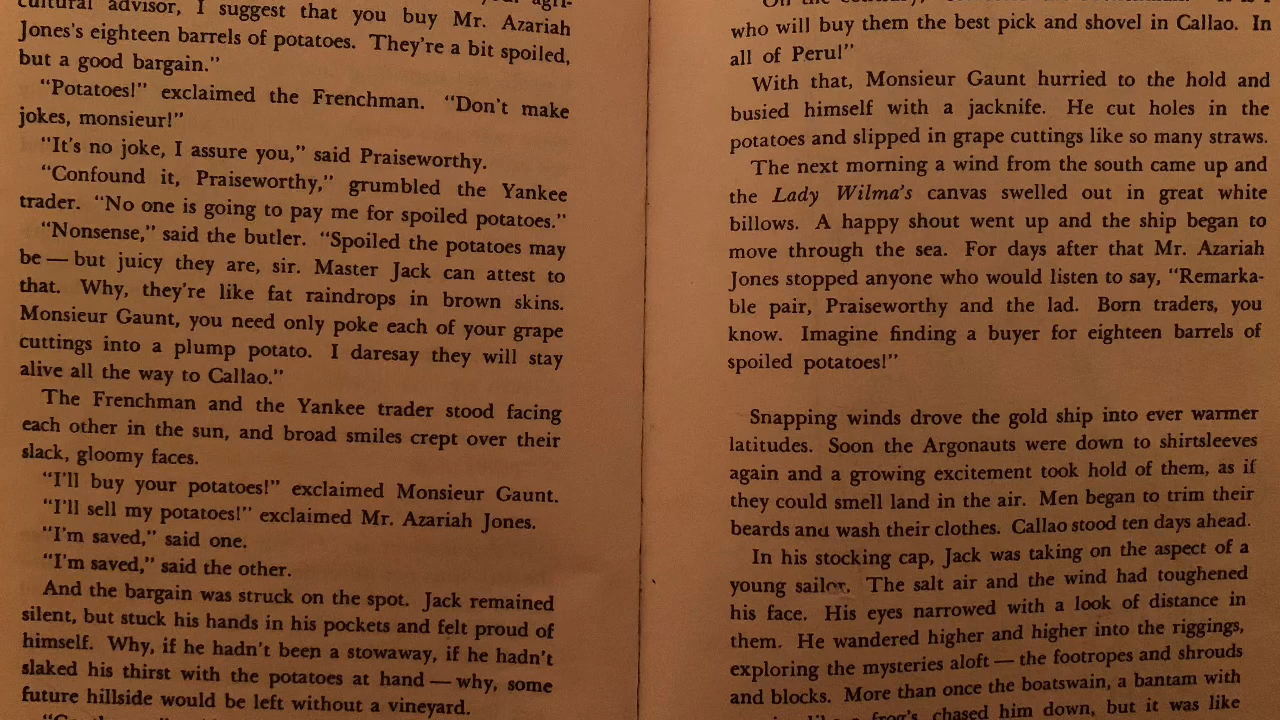 cultural advisor, I suggest that you buy Mr. Azariah
Jones's eighteen barrels of potatoes. They're a bit spoiled,
but a good bargain."
"Potatoes!" exclaimed the Frenchman. "Don't make
jokes, monsieur!"
"It's no joke, I assure you," said Praiseworthy.
"Confound it, Praiseworthy," grumbled the Yankee
trader. "No one is going to pay me for spoiled potatoes."
"Nonsense," said the butler. "Spoiled the potatoes may
be — but juicy they are, sir. Master Jack can attest to
that. Why, they're like fat raindrops in brown skins.
Monsieur Gaunt, you need only poke each of your grape
cuttings into a plump potato. I daresay they will stay
alive all the way to Callao."
The Frenchman and the Yankee trader stood facing
each other in the sun, and broad smiles crept over their
slack, gloomy faces.
"I'll buy your potatoes!" exclaimed Monsieur Gaunt.
"I'll sell my potatoes!" exclaimed Mr. Azariah Jones.
"I'm saved," said one.
"I'm saved," said the other.
And the bargain was struck on the spot. Jack remained
silent, but stuck his hands in his pockets and felt proud of
himself. Why, if he hadn't been a stowaway, if he hadn't
slaked his thirst with the potatoes at hand — why, some
future hillside would be left without a vineyard.
who will buy them the best pick and shovel in Callao. In
all of Peru!"
With that, Monsieur Gaunt hurried to the hold and
busied himself with a jacknife. He cut holes in the
potatoes and slipped in grape cuttings like so many straws.
The next morning a wind from the south came up and
the Lady Wilma's canvas swelled out in great white
billows. A happy shout went up and the ship began to
move through the sea. For days after that Mr. Azariah
Jones stopped anyone who would listen to say, "Remarka-
ble pair, Praiseworthy and the lad. Born traders, you
know. Imagine finding a buyer for eighteen barrels of
spoiled potatoes!"
Snapping winds drove the gold ship into ever warmer
latitudes. Soon the Argonauts were down to shirtsleeves
again and a growing excitement took hold of them, as if
they could smell land in the air. Men began to trim their
beards and wash their clothes. Callao stood ten days ahead.
In his stocking cap, Jack was taking on the aspect of a
young sailor. The salt air and the wind had toughened
his face. His eyes narrowed with a look of distance in
them. He wandered higher and higher into the riggings,
exploring the mysteries aloft — the footropes and shrouds
and blocks. More than once the boatswain, a bantam with
frog's, chased him down, but it was like